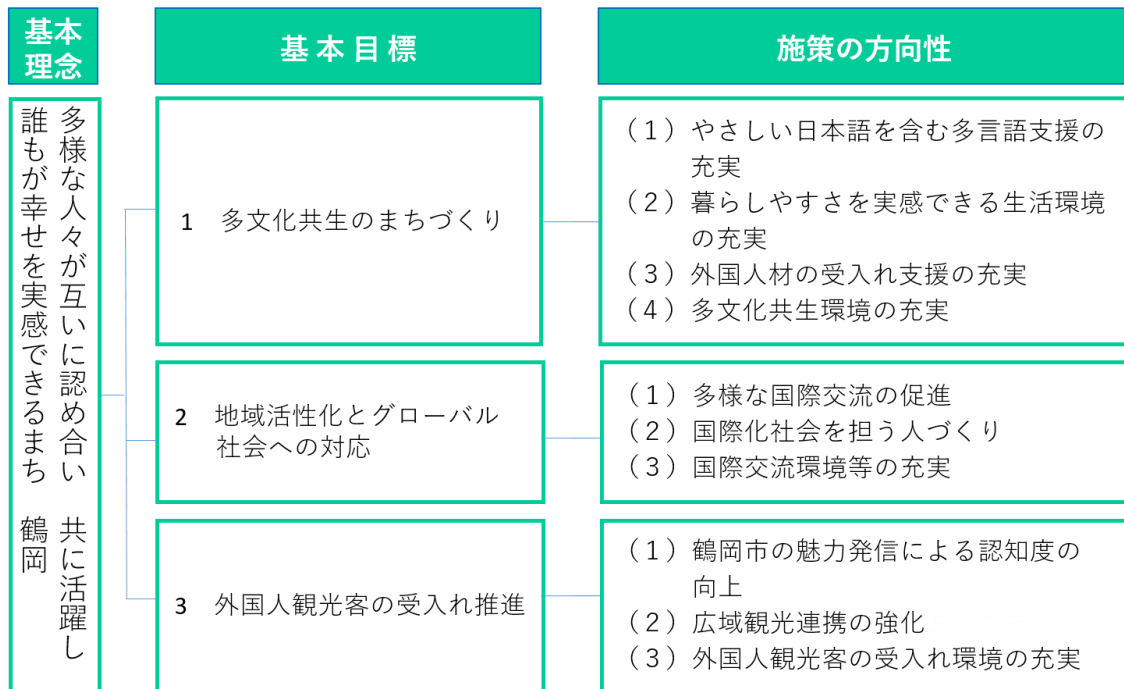 基本
理念
基本目標
施策の方向性
多様な人々が互いに認め合い　共に活躍し
誰もが幸せを実感できるまち　鶴岡
1　多文化共生のまちづくり
（1）やさしい日本語を含む多言語支援の
充実
（2）暮らしやすさを実感できる生活環境
の充実
（3）外国人材の受入れ支援の充実
（4）多文化共生環境の充実
2　地域活性化とグローバル
社会への対応
（1）多様な国際交流の促進
（2）国際化社会を担う人づくり
（3）国際交流環境等の充実
3　外国人観光客の受入れ推進
（1）鶴岡市の魅力発信による認知度の
向上
（2）広域観光連携の強化
（3）外国人観光客の受入れ環境の充実